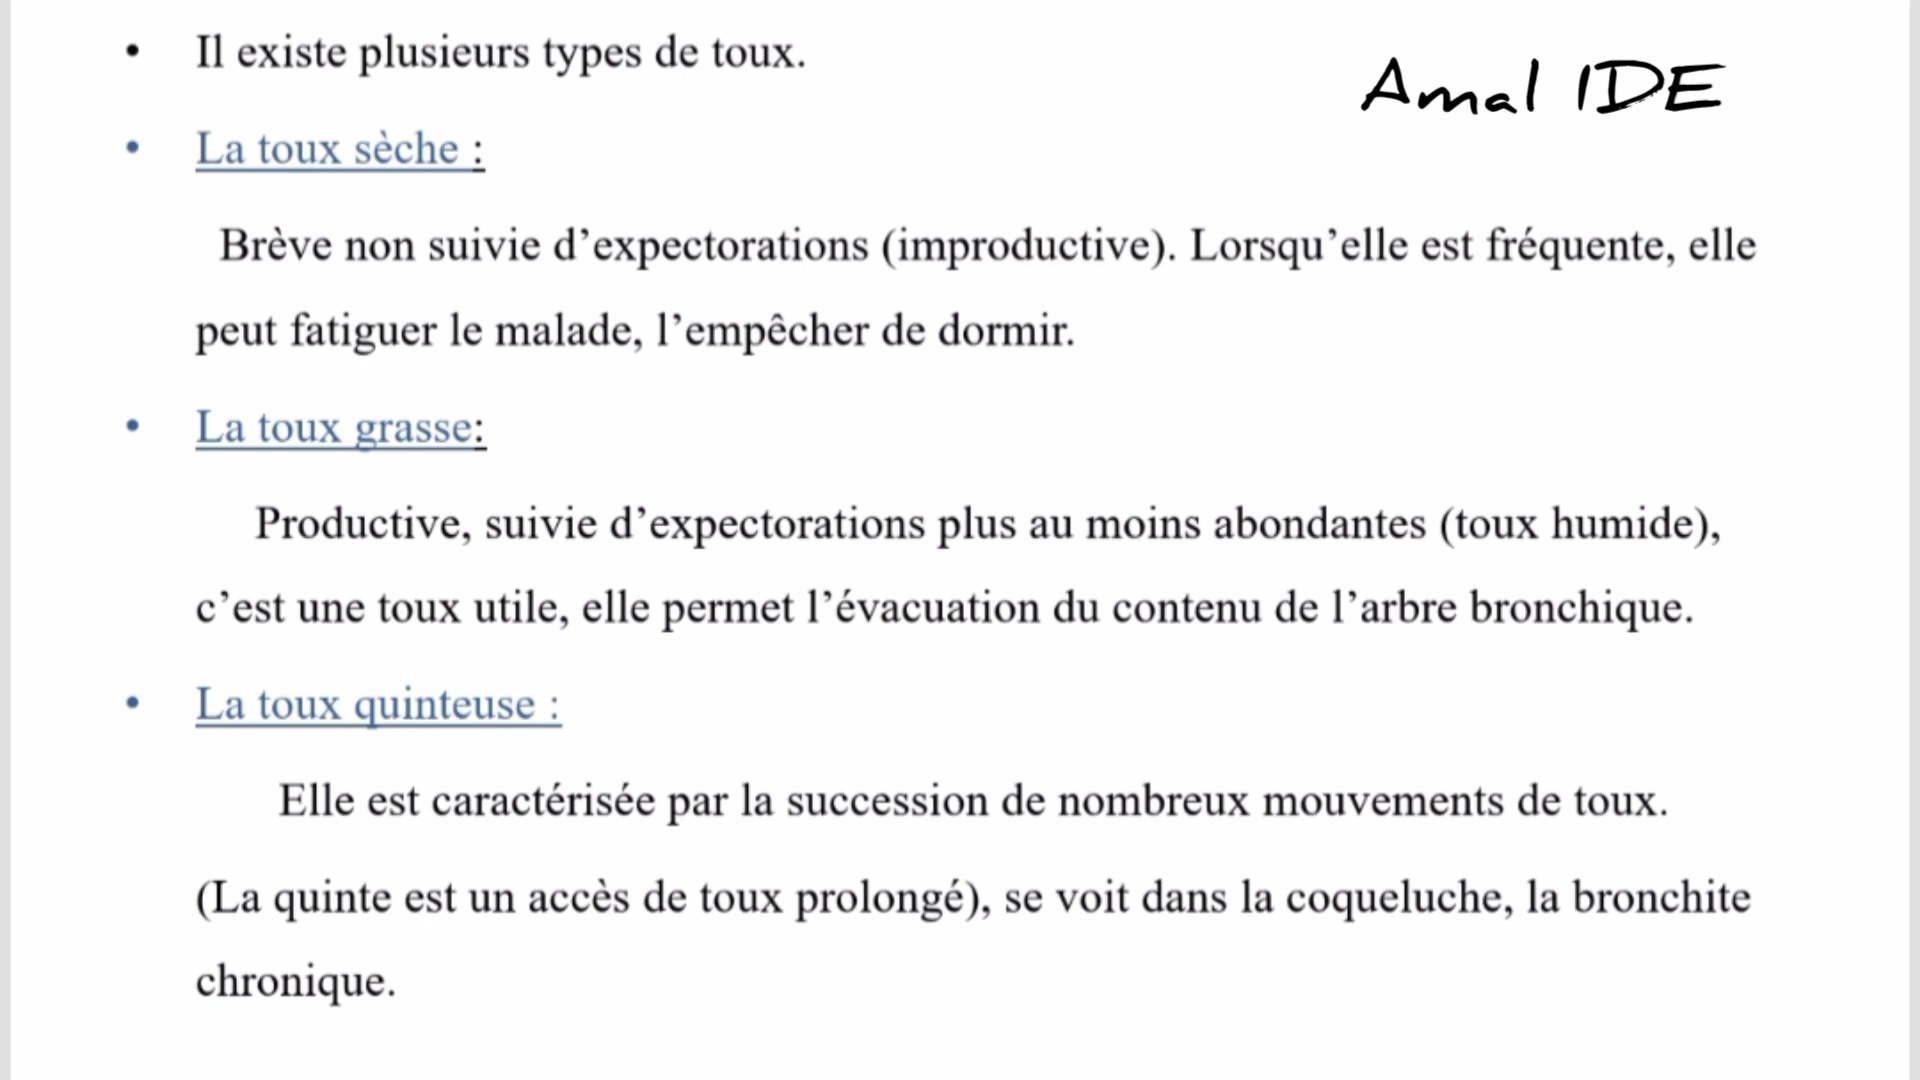 • Il existe plusieurs types de toux.
Amal IDE
• La toux sèche :
Brève non suivie d’expectorations (improductive). Lorsqu’elle est fréquente, elle
peut fatiguer le malade, l’empêcher de dormir.
• La toux grasse:
Productive, suivie d’expectorations plus au moins abondantes (toux humide),
c’est une toux utile, elle permet l’évacuation du contenu de l’arbre bronchique.
• La toux quinteuse :
Elle est caractérisée par la succession de nombreux mouvements de toux.
(La quinte est un accès de toux prolongé), se voit dans la coqueluche, la bronchite
chronique.